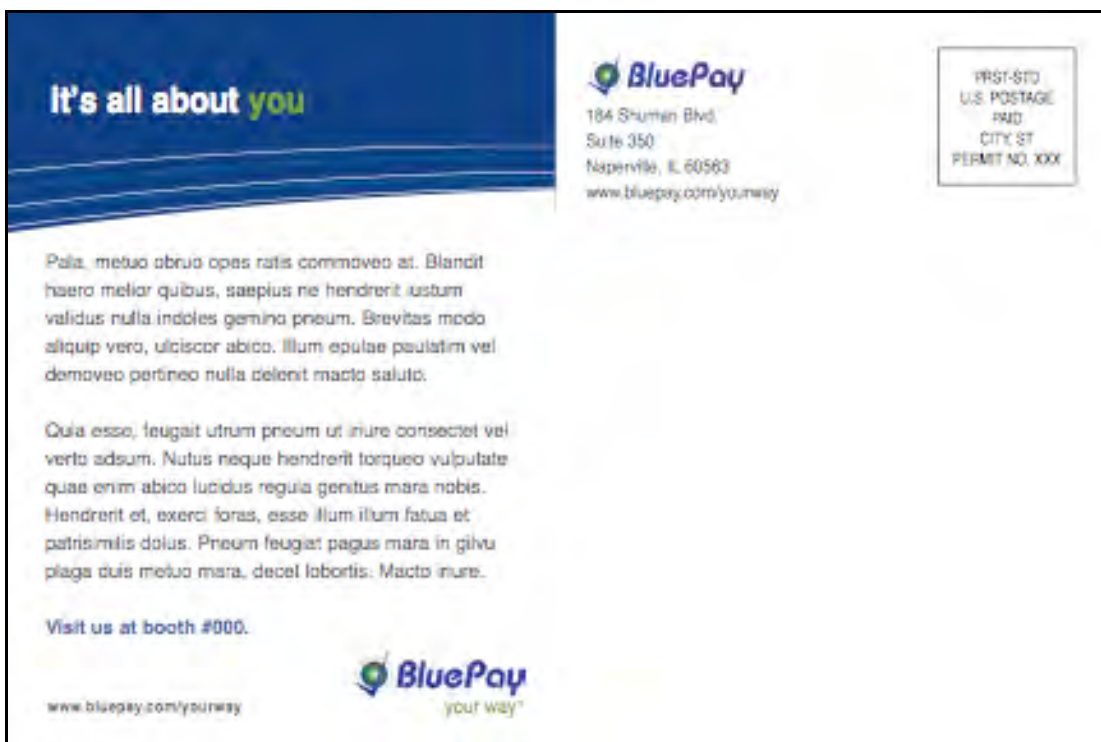 It's all about you
BluePay
184 Shuman Blvd.
Suite 350
Naperville, IL 60563
www.bluepay.com/yourway
PRST-STD
U.S. POSTAGE
PAID
CITY, ST
PERMIT NO. XXX
Pala, metuo obruo opes ratis commoveo at. Blandit
haero melior quibus, saepius ne hendrerit iustum
validus nulla indoles gemino pneum. Brevitas modo
aliquip vero, ulciscor abico. Illum epulae paulatim vel
demoveo pertineo nulla delenit macto saluto.
Quia esse, feugait utrum pneum ut iriure consectet vel
verto adsum. Nutus neque hendrerit torqueo vulputate
quae enim abico lucidus regula genitus mara nobis.
Hendrerit et, exerci foras, esse illum illum fatua et
patrisimilis dolus. Pneum feugiat pagus mara in gilvu
plaga duis metuo mara, decet lobortis. Macto iriure.
Visit us at booth #000.
BluePay
your way
www.bluepay.com/yourway